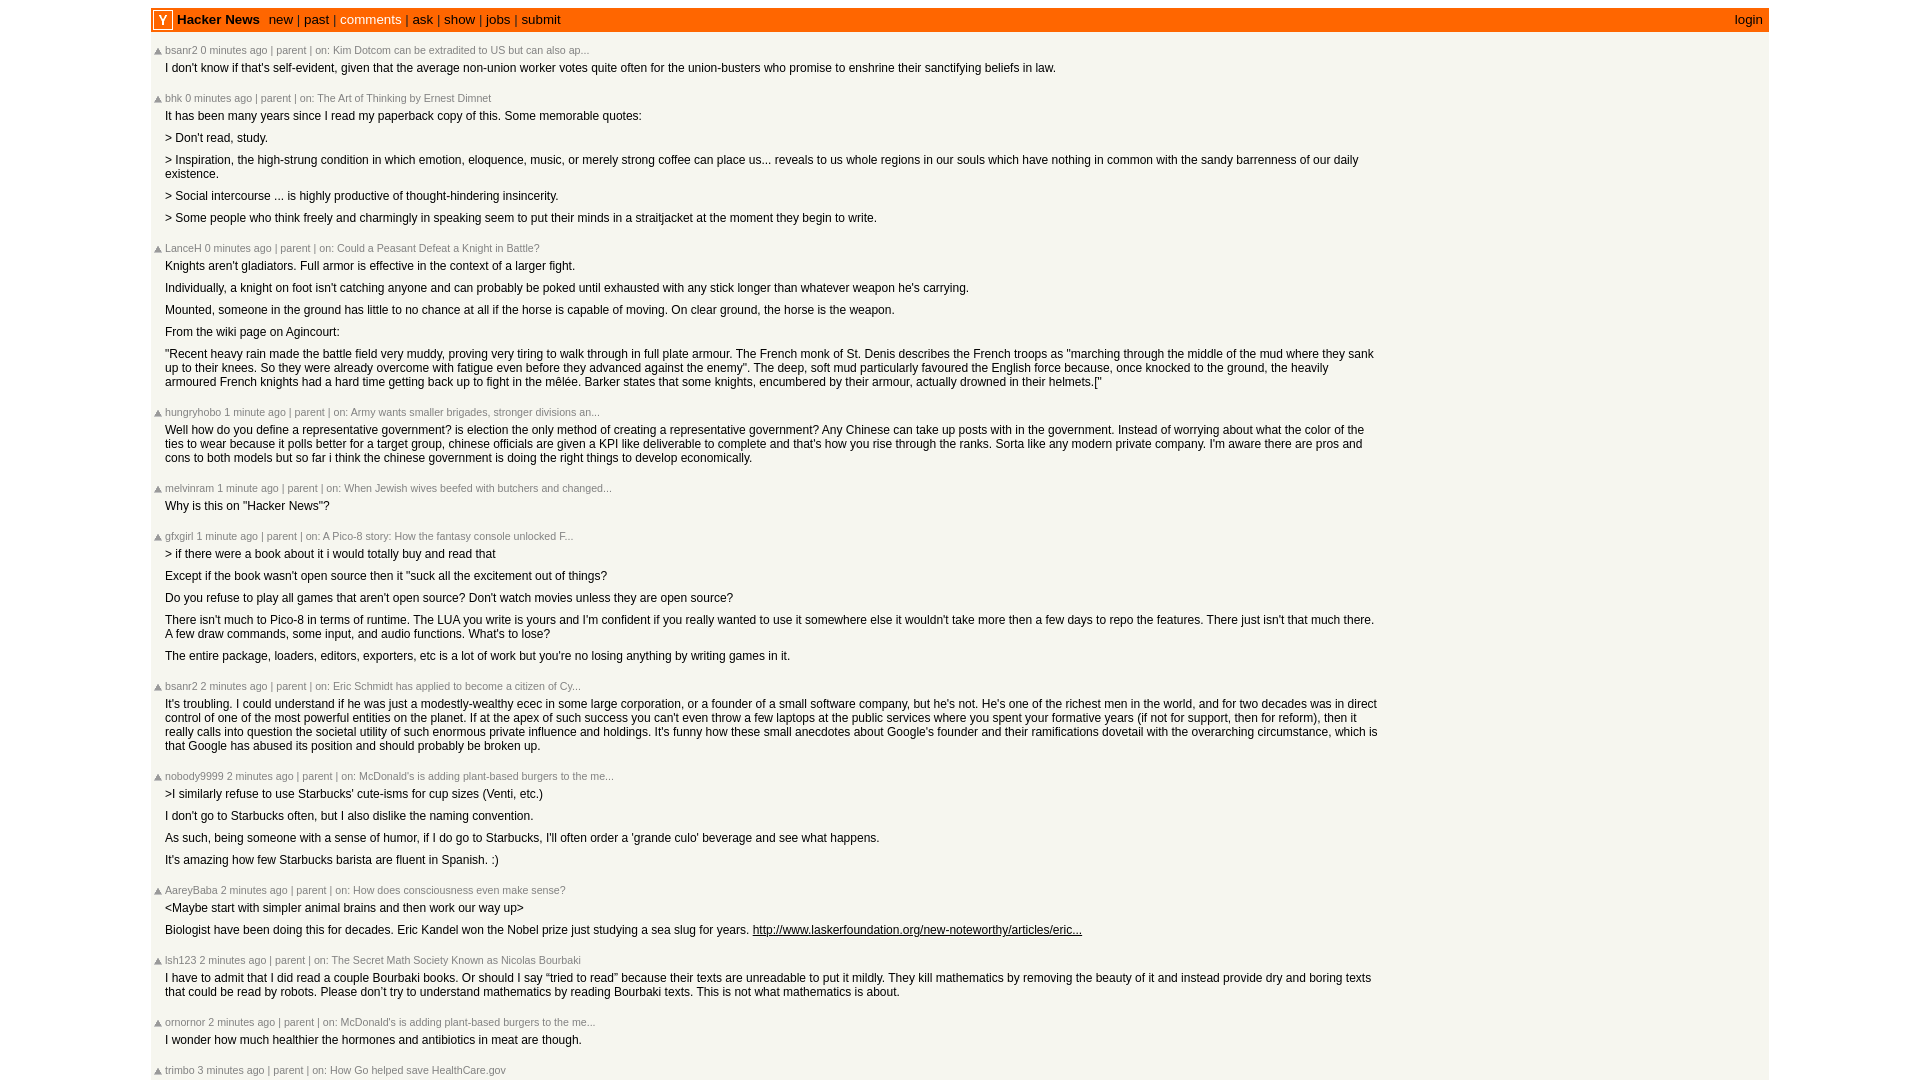 Y Hacker News new | past | comments | ask | show | jobs | submit login
bsanr2 0 minutes ago | parent | on: Kim Dotcom can be extradited to US but can also ap...
I don't know if that's self-evident, given that the average non-union worker votes quite often for the union-busters who promise to enshrine their sanctifying beliefs in law.
bhk 0 minutes ago | parent | on: The Art of Thinking by Ernest Dimnet
It has been many years since I read my paperback copy of this. Some memorable quotes:
> Don't read, study.
> Inspiration, the high-strung condition in which emotion, eloquence, music, or merely strong coffee can place us... reveals to us whole regions in our souls which have nothing in common with the sandy barrenness of our daily
existence.
> Social intercourse ... is highly productive of thought-hindering insincerity.
> Some people who think freely and charmingly in speaking seem to put their minds in a straitjacket at the moment they begin to write.
LanceH 0 minutes ago | parent | on: Could a Peasant Defeat a Knight in Battle?
Knights aren't gladiators. Full armor is effective in the context of a larger fight.
Individually, a knight on foot isn't catching anyone and can probably be poked until exhausted with any stick longer than whatever weapon he's carrying.
Mounted, someone in the ground has little to no chance at all if the horse is capable of moving. On clear ground, the horse is the weapon.
From the wiki page on Agincourt:
"Recent heavy rain made the battle field very muddy, proving very tiring to walk through in full plate armour. The French monk of St. Denis describes the French troops as "marching through the middle of the mud where they sank
up to their knees. So they were already overcome with fatigue even before they advanced against the enemy". The deep, soft mud particularly favoured the English force because, once knocked to the ground, the heavily
armoured French knights had a hard time getting back up to fight in the mêlée. Barker states that some knights, encumbered by their armour, actually drowned in their helmets.["
hungryhobo 1 minute ago | parent | on: Army wants smaller brigades, stronger divisions an...
Well how do you define a representative government? is election the only method of creating a representative government? Any Chinese can take up posts with in the government. Instead of worrying about what the color of the
ties to wear because it polls better for a target group, chinese officials are given a KPI like deliverable to complete and that's how you rise through the ranks. Sorta like any modern private company. I'm aware there are pros and
cons to both models but so far i think the chinese government is doing the right things to develop economically.
melvinram 1 minute ago | parent | on: When Jewish wives beefed with butchers and changed...
Why is this on "Hacker News"?
gfxgirl 1 minute ago | parent | on: A Pico-8 story: How the fantasy console unlocked F...
> if there were a book about it i would totally buy and read that
Except if the book wasn't open source then it "suck all the excitement out of things?
Do you refuse to play all games that aren't open source? Don't watch movies unless they are open source?
There isn't much to Pico-8 in terms of runtime. The LUA you write is yours and I'm confident if you really wanted to use it somewhere else it wouldn't take more then a few days to repo the features. There just isn't that much there.
A few draw commands, some input, and audio functions. What's to lose?
The entire package, loaders, editors, exporters, etc is a lot of work but you're no losing anything by writing games in it.
bsanr2 2 minutes ago | parent | on: Eric Schmidt has applied to become a citizen of Cy...
It's troubling. I could understand if he was just a modestly-wealthy ecec in some large corporation, or a founder of a small software company, but he's not. He's one of the richest men in the world, and for two decades was in direct
control of one of the most powerful entities on the planet. If at the apex of such success you can't even throw a few laptops at the public services where you spent your formative years (if not for support, then for reform), then it
really calls into question the societal utility of such enormous private influence and holdings. It's funny how these small anecdotes about Google's founder and their ramifications dovetail with the overarching circumstance, which is
that Google has abused its position and should probably be broken up.
nobody9999 2 minutes ago | parent | on: McDonald's is adding plant-based burgers to the me...
>I similarly refuse to use Starbucks' cute-isms for cup sizes (Venti, etc.)
I don't go to Starbucks often, but I also dislike the naming convention.
As such, being someone with a sense of humor, if I do go to Starbucks, I'll often order a 'grande culo' beverage and see what happens.
It's amazing how few Starbucks barista are fluent in Spanish. :)
AareyBaba 2 minutes ago | parent | on: How does consciousness even make sense?
<Maybe start with simpler animal brains and then work our way up>
Biologist have been doing this for decades. Eric Kandel won the Nobel prize just studying a sea slug for years. http://www.laskerfoundation.org/new-noteworthy/articles/eric...
lsh123 2 minutes ago | parent | on: The Secret Math Society Known as Nicolas Bourbaki
I have to admit that I did read a couple Bourbaki books. Or should I say “tried to read” because their texts are unreadable to put it mildly. They kill mathematics by removing the beauty of it and instead provide dry and boring texts
that could be read by robots. Please don’t try to understand mathematics by reading Bourbaki texts. This is not what mathematics is about.
ornornor 2 minutes ago | parent | on: McDonald's is adding plant-based burgers to the me...
I wonder how much healthier the hormones and antibiotics in meat are though.
trimbo 3 minutes ago | parent | on: How Go helped save HealthCare.gov